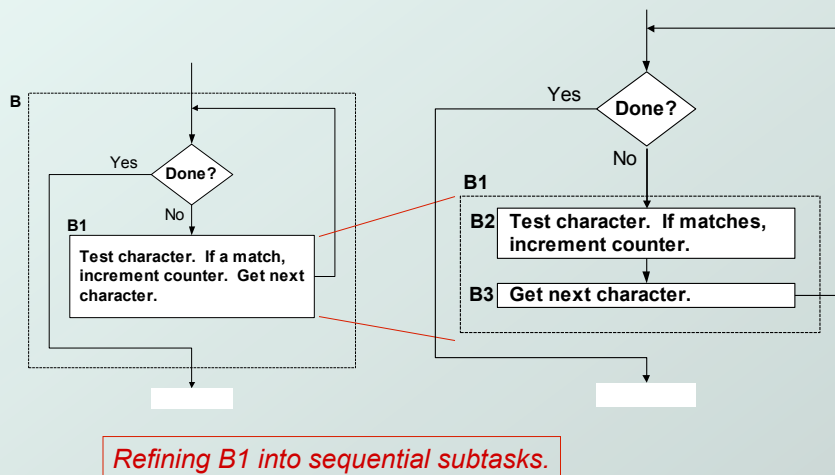 B
Yes
Done?
No
B1
Test character.  If a match,
increment counter.  Get next
character.
Yes
Done?
No
B1
B2
Test character.  If matches,
increment counter.
B3
Get next character.
Refining B1 into sequential subtasks.